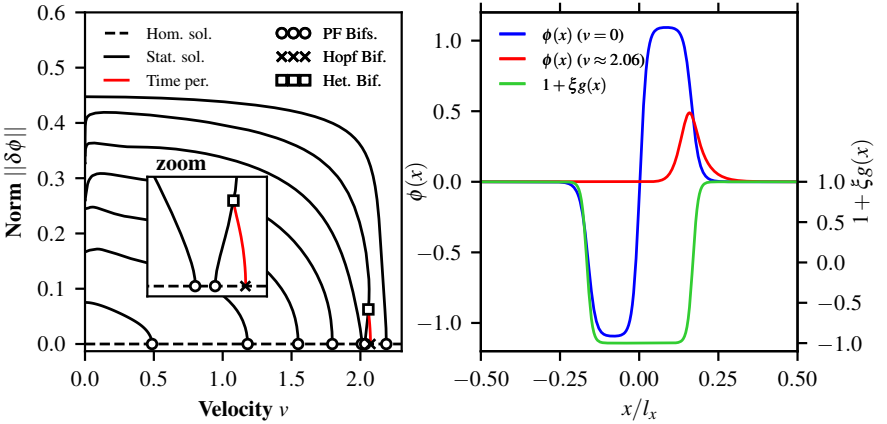 Hom. sol.
Stat. sol.
Time per.
PF Bifs.
Hopf Bif.
Het. Bif.
zoom
0.6
0.5
0.4
0.3
0.2
0.1
0.0
Norm ||δϕ||
0.0
0.5
1.0
1.5
2.0
Velocity v
ϕ(x) (v = 0)
ϕ(x) (v ≈ 2.06)
1 + ξg(x)
1.0
0.5
0.0
−0.5
−1.0
ϕ(x)
1.0
0.5
0.0
−0.5
−1.0
1 + ξg(x)
−0.50
−0.25
0.00
0.25
0.50
x/lₓ